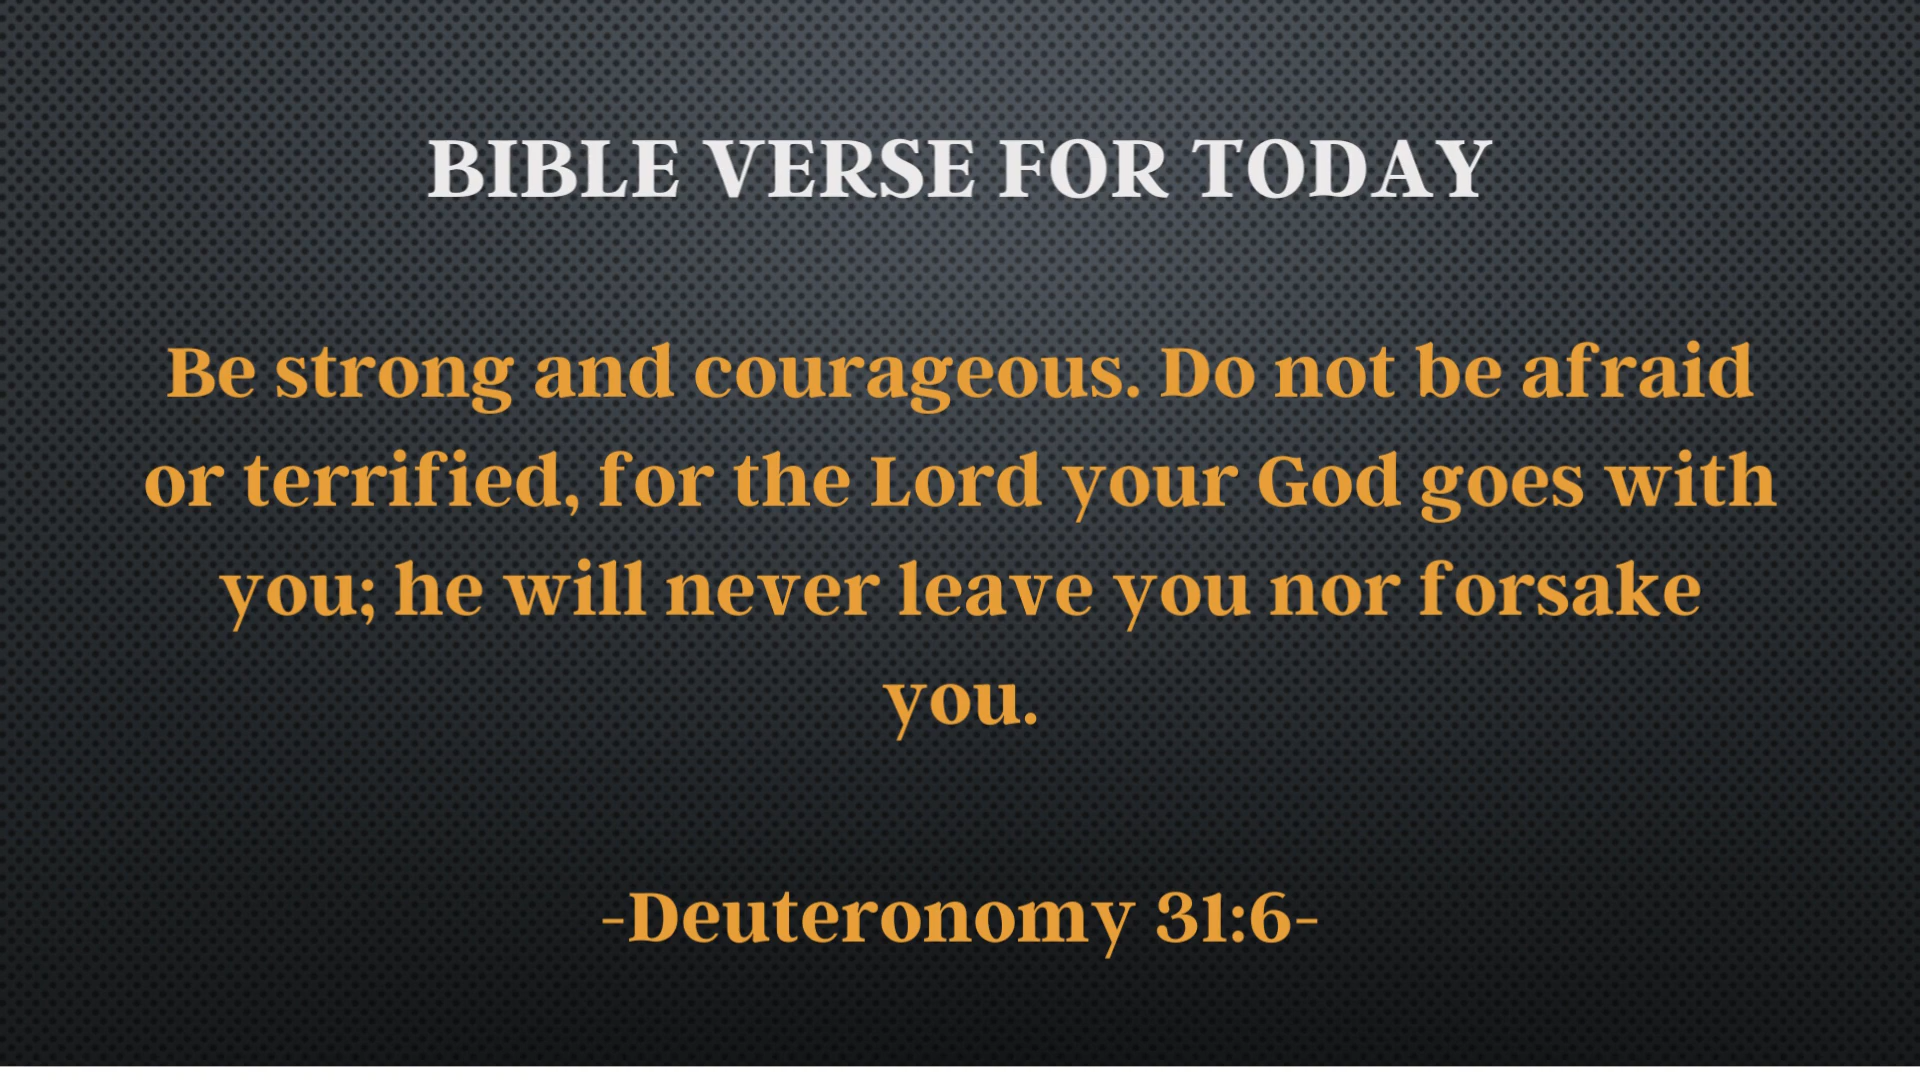 BIBLE VERSE FOR TODAY
Be strong and courageous. Do not be afraid
or terrified, for the Lord your God goes with
you; he will never leave you nor forsake
you.
-Deuteronomy 31:6-